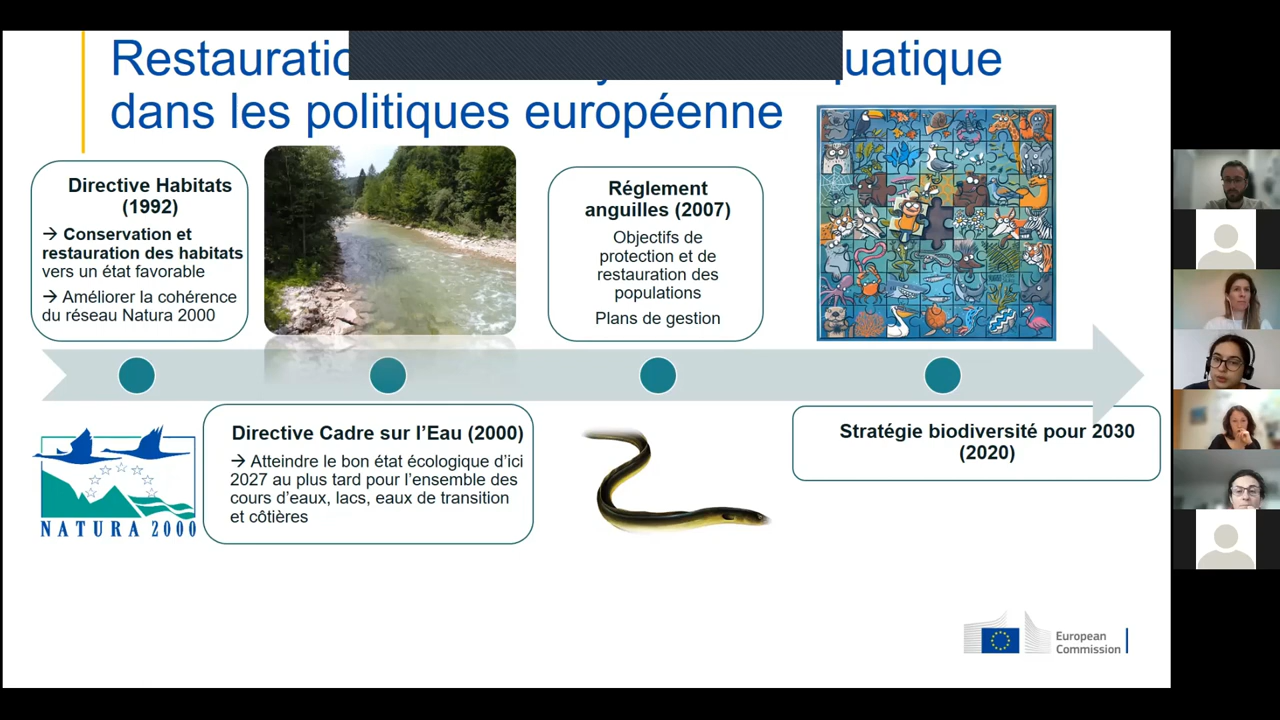 Restauratio
uatique
dans les politiques européenne
Directive Habitats
(1992)
→ Conservation et
restauration des habitats
vers un état favorable
→ Améliorer la cohérence
du réseau Natura 2000
Réglement
anguilles (2007)
Objectifs de
protection et de
restauration des
populations
Plans de gestion
Directive Cadre sur l’Eau (2000)
→ Atteindre le bon état écologique d’ici
2027 au plus tard pour l’ensemble des
cours d’eaux, lacs, eaux de transition
et côtières
Stratégie biodiversité pour 2030
(2020)
NATURA 2000
European
Commission